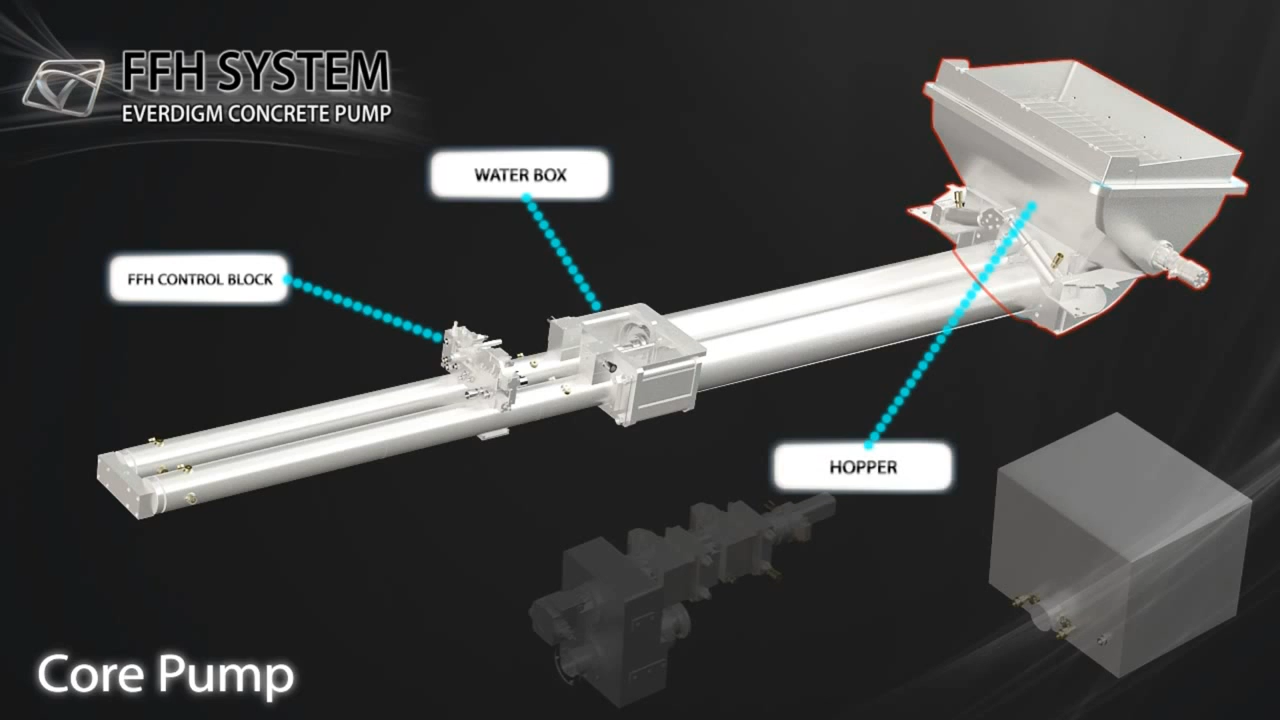 FFH SYSTEM
EVERDIGM CONCRETE PUMP
WATER BOX
FFH CONTROL BLOCK
HOPPER
Core Pump